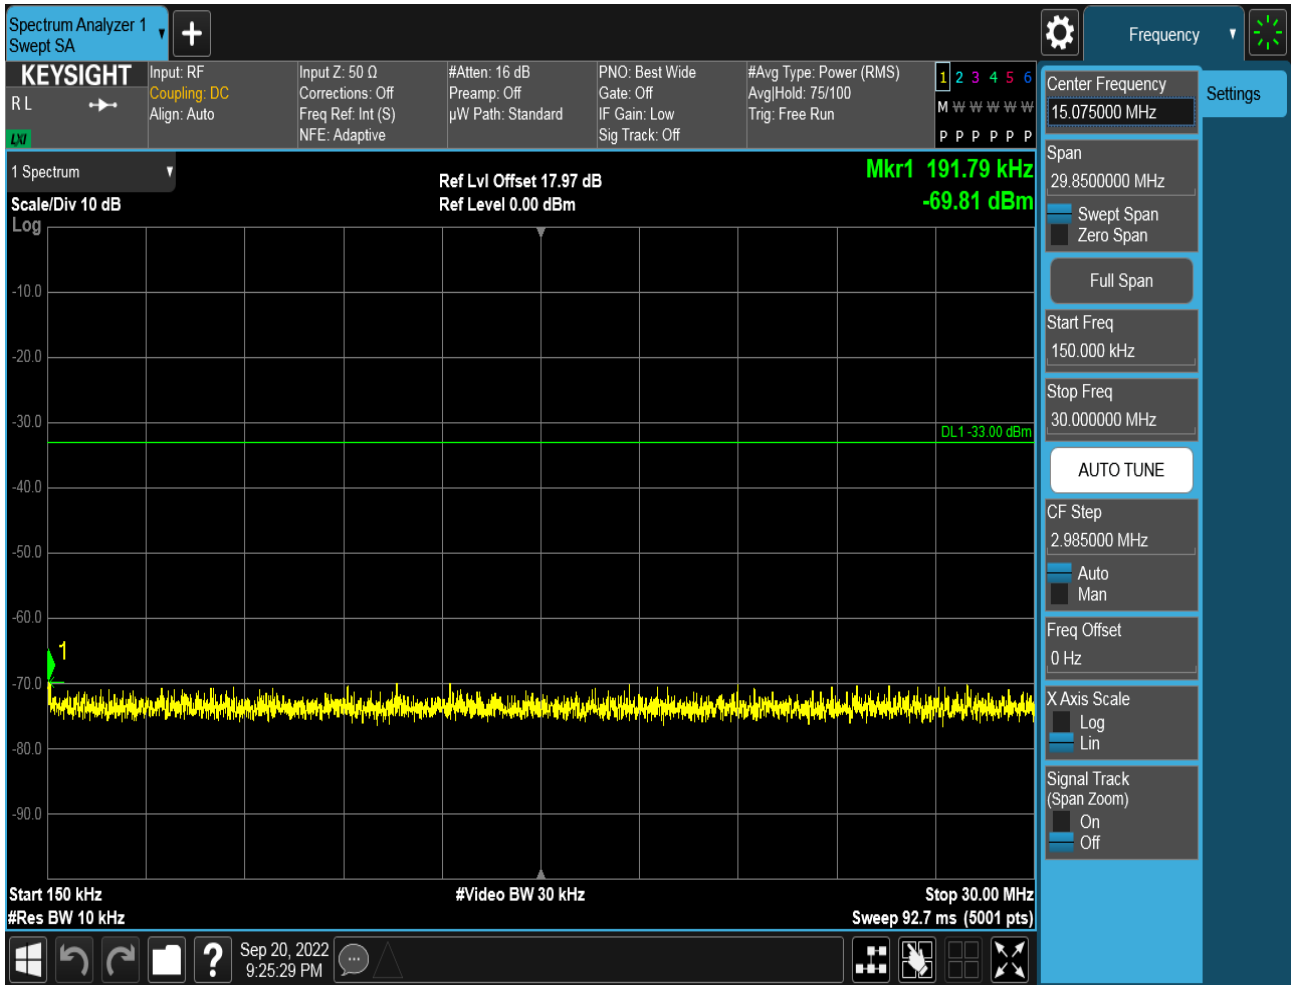 Spectrum Analyzer 1
Swept SA
Frequency
KEYSIGHT
R L
LXI
Input: RF
Coupling: DC
Align: Auto
Input Z: 50 Ω
Corrections: Off
Freq Ref: Int (S)
NFE: Adaptive
#Atten: 16 dB
Preamp: Off
µW Path: Standard
PNO: Best Wide
Gate: Off
IF Gain: Low
Sig Track: Off
#Avg Type: Power (RMS)
Avg|Hold: 75/100
Trig: Free Run
1 2 3 4 5 6
M W W W W W
P P P P P P
1 Spectrum
Scale/Div 10 dB
Log
Ref Lvl Offset 17.97 dB
Ref Level 0.00 dBm
Mkr1 191.79 kHz
-69.81 dBm
-10.0
-20.0
-30.0
DL1 -33.00 dBm
-40.0
-50.0
-60.0
1
-70.0
-80.0
-90.0
Start 150 kHz
#Video BW 30 kHz
Stop 30.00 MHz
#Res BW 10 kHz
Sweep 92.7 ms (5001 pts)
Center Frequency
15.075000 MHz
Settings
Span
29.8500000 MHz
Swept Span
Zero Span
Full Span
Start Freq
150.000 kHz
Stop Freq
30.000000 MHz
AUTO TUNE
CF Step
2.985000 MHz
Auto
Man
Freq Offset
0 Hz
X Axis Scale
Log
Lin
Signal Track
(Span Zoom)
On
Off
?
Sep 20, 2022
9:25:29 PM